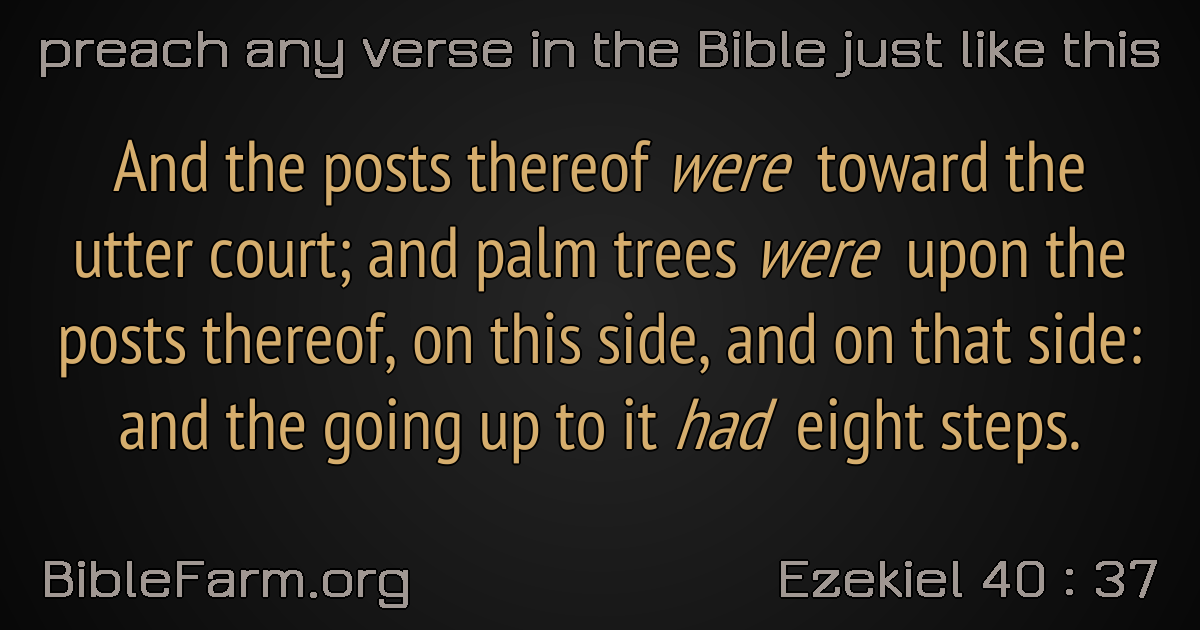 preach any verse in the Bible just like this
And the posts thereof were toward the
utter court; and palm trees were upon the
posts thereof, on this side, and on that side:
and the going up to it had eight steps.
BibleFarm.org
Ezekiel 40 : 37